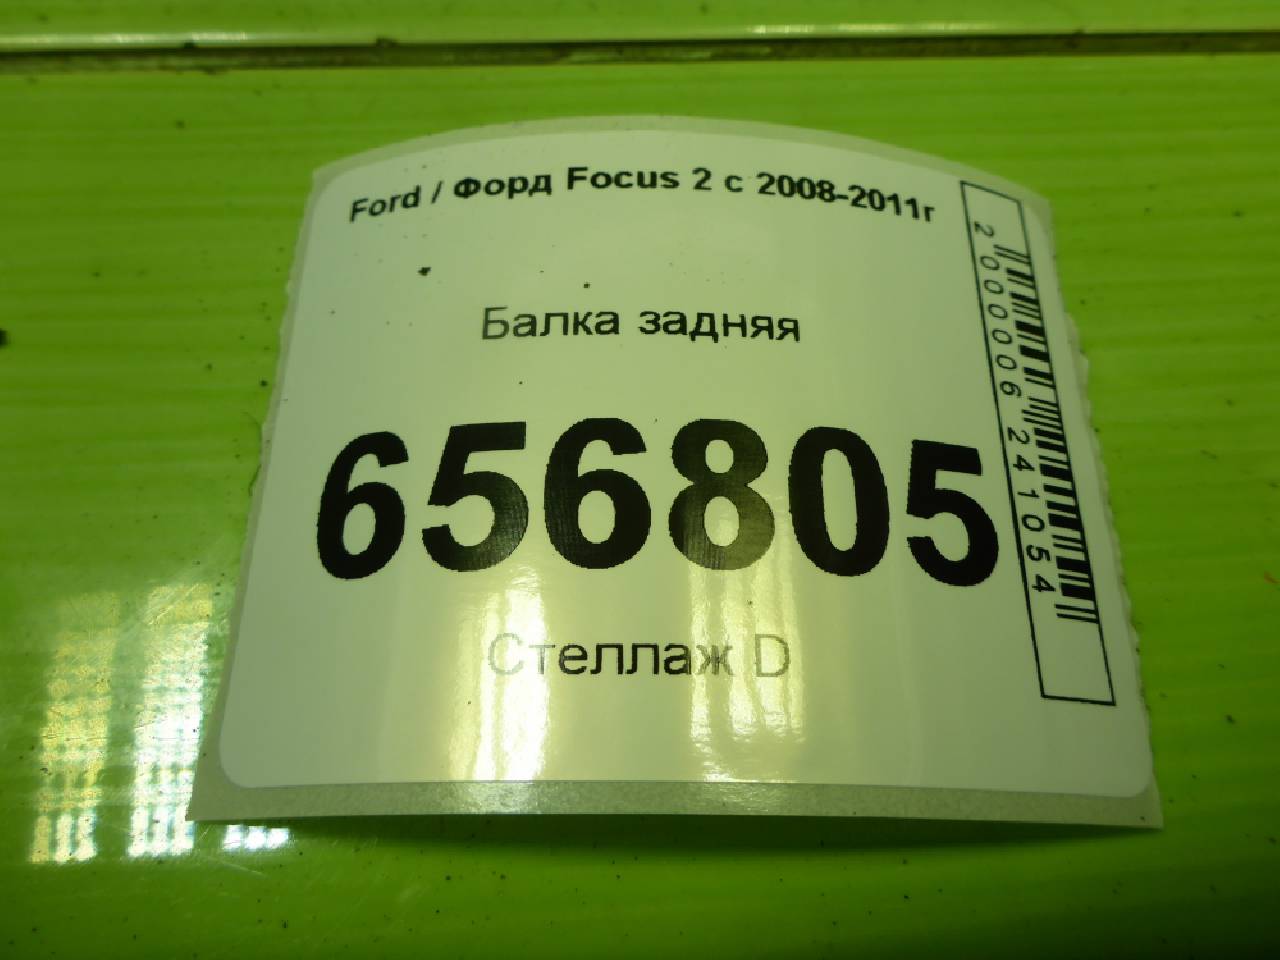 Ford / Форд Focus 2 с 2008-2011г
Балка задняя
656805
Стеллаж D
2000006241054